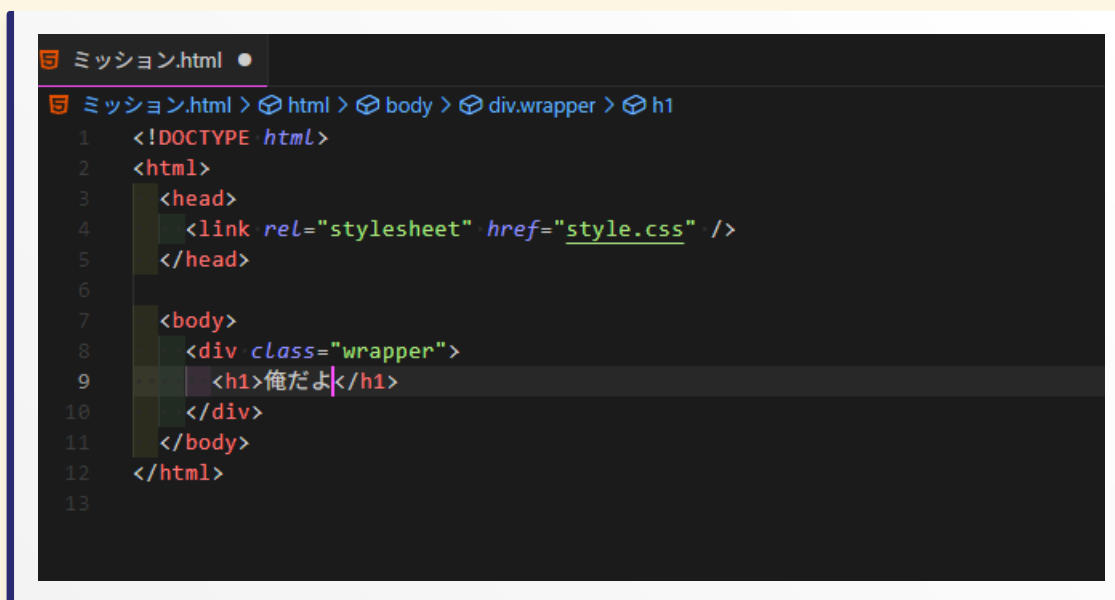 ミッション.html
ミッション.html > html > body > div.wrapper > h1
1 <!DOCTYPE html>
2 <html>
3   <head>
4     <link rel="stylesheet" href="style.css" />
5   </head>
6
7   <body>
8     <div class="wrapper">
9       <h1>俺だよ</h1>
10     </div>
11   </body>
12 </html>
13